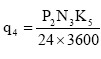 q₄ = P₂N₃K₅ / 24×3600